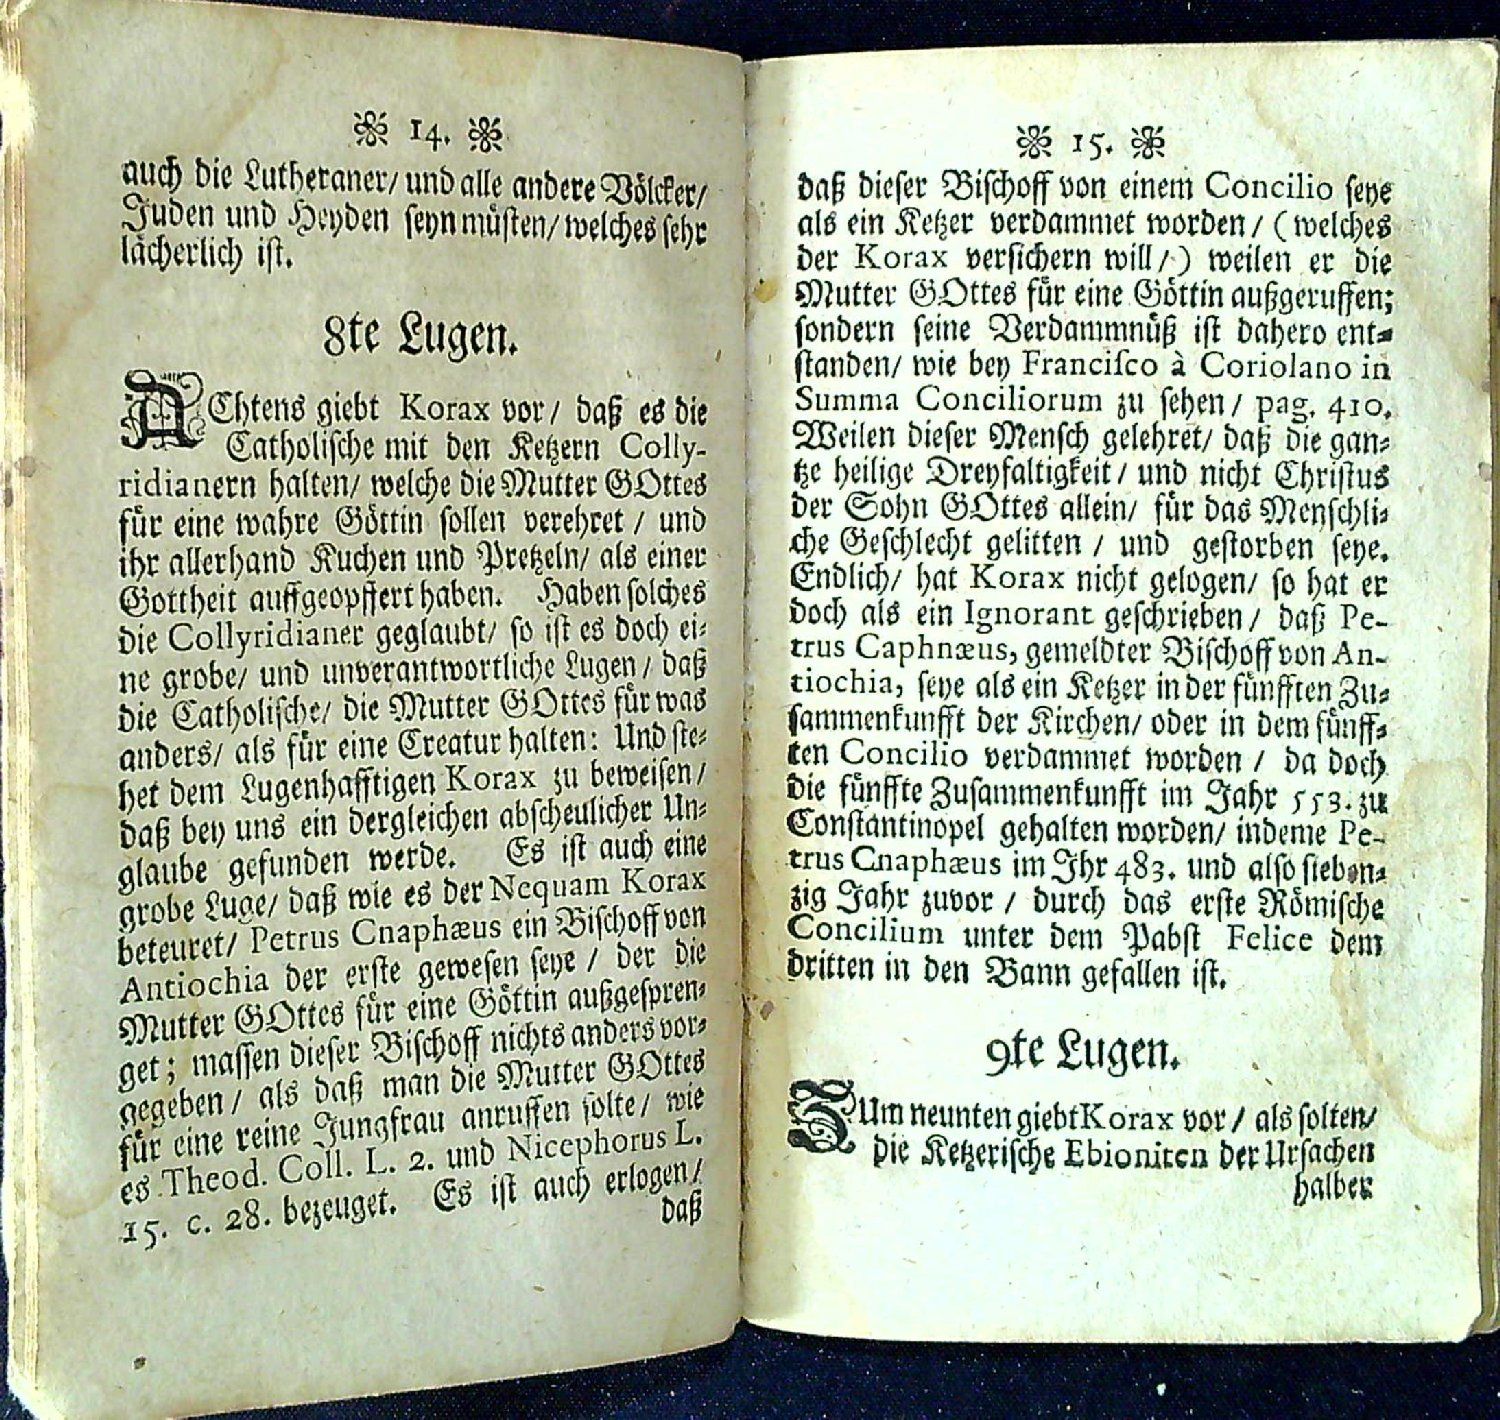 14.
auch die Lutheraner/ und alle andere Völcker/
Juden und Heyden seyn müsten/ welches sehr
lächerlich ist.
8te Lugen.
AChtens giebt Korax vor/ daß es die
Catholische mit den Ketzern Colly-
ridianern halten/ welche die Mutter GOttes
für eine wahre Göttin sollen verehret / und
ihr allerhand Kuchen und Pretzeln/ als einer
Gottheit auffgeopffert haben. Haben solches
die Collyridianer geglaubt/ so ist es doch ei-
ne grobe/ und unverantwortliche Lugen/ daß
die Catholische/ die Mutter GOttes für was
anders/ als für eine Creatur halten: Und ste-
het dem Lugenhafftigen Korax zu beweisen/
daß bey uns ein dergleichen abscheulicher Un-
glaube gefunden werde. Es ist auch eine
grobe Luge/ daß wie es der Nequam Korax
beteuret/ Petrus Cnaphæus ein Bischoff von
Antiochia der erste gewesen seye / der die
Mutter GOttes für eine Göttin außgespren-
get; massen dieser Bischoff nichts anders vor-
gegeben/ als daß man die Mutter GOttes
für eine reine Jungfrau anruffen solte/ wie
es Theod. Coll. L. 2. und Nicephorus L.
15. c. 28. bezeuget. Es ist auch erlogen/
daß
15.
daß dieser Bischoff von einem Concilio seye
als ein Ketzer verdammet worden/ (welches
der Korax versichern will/) weilen er die
Mutter GOttes für eine Göttin außgeruffen;
sondern seine Verdammnüß ist dahero ent-
standen/ wie bey Francisco à Coriolano in
Summa Conciliorum zu sehen/ pag. 410.
Weilen dieser Mensch gelehret/ daß die gan-
tze heilige Dreyfaltigkeit/ und nicht Christus
der Sohn GOttes allein/ für das Menschli-
che Geschlecht gelitten / und gestorben seye.
Endlich/ hat Korax nicht gelogen/ so hat er
doch als ein Ignorant geschrieben/ daß Pe-
trus Caphnæus, gemeldter Bischoff von An-
tiochia, seye als ein Ketzer in der fünfften Zu-
sammenkunfft der Kirchen/ oder in dem fünff-
ten Concilio verdammet worden / da doch
die fünffte Zusammenkunfft im Jahr 553. zu
Constantinopel gehalten worden/ indeme Pe-
trus Cnaphæus im Jhr 483. und also sieben-
zig Jahr zuvor / durch das erste Römische
Concilium unter dem Pabst Felice dem
dritten in den Bann gefallen ist.
9te Lugen.
ZUm neunten giebt Korax vor/ als solten/
die Ketzerische Ebioniten der Ursachen
halber